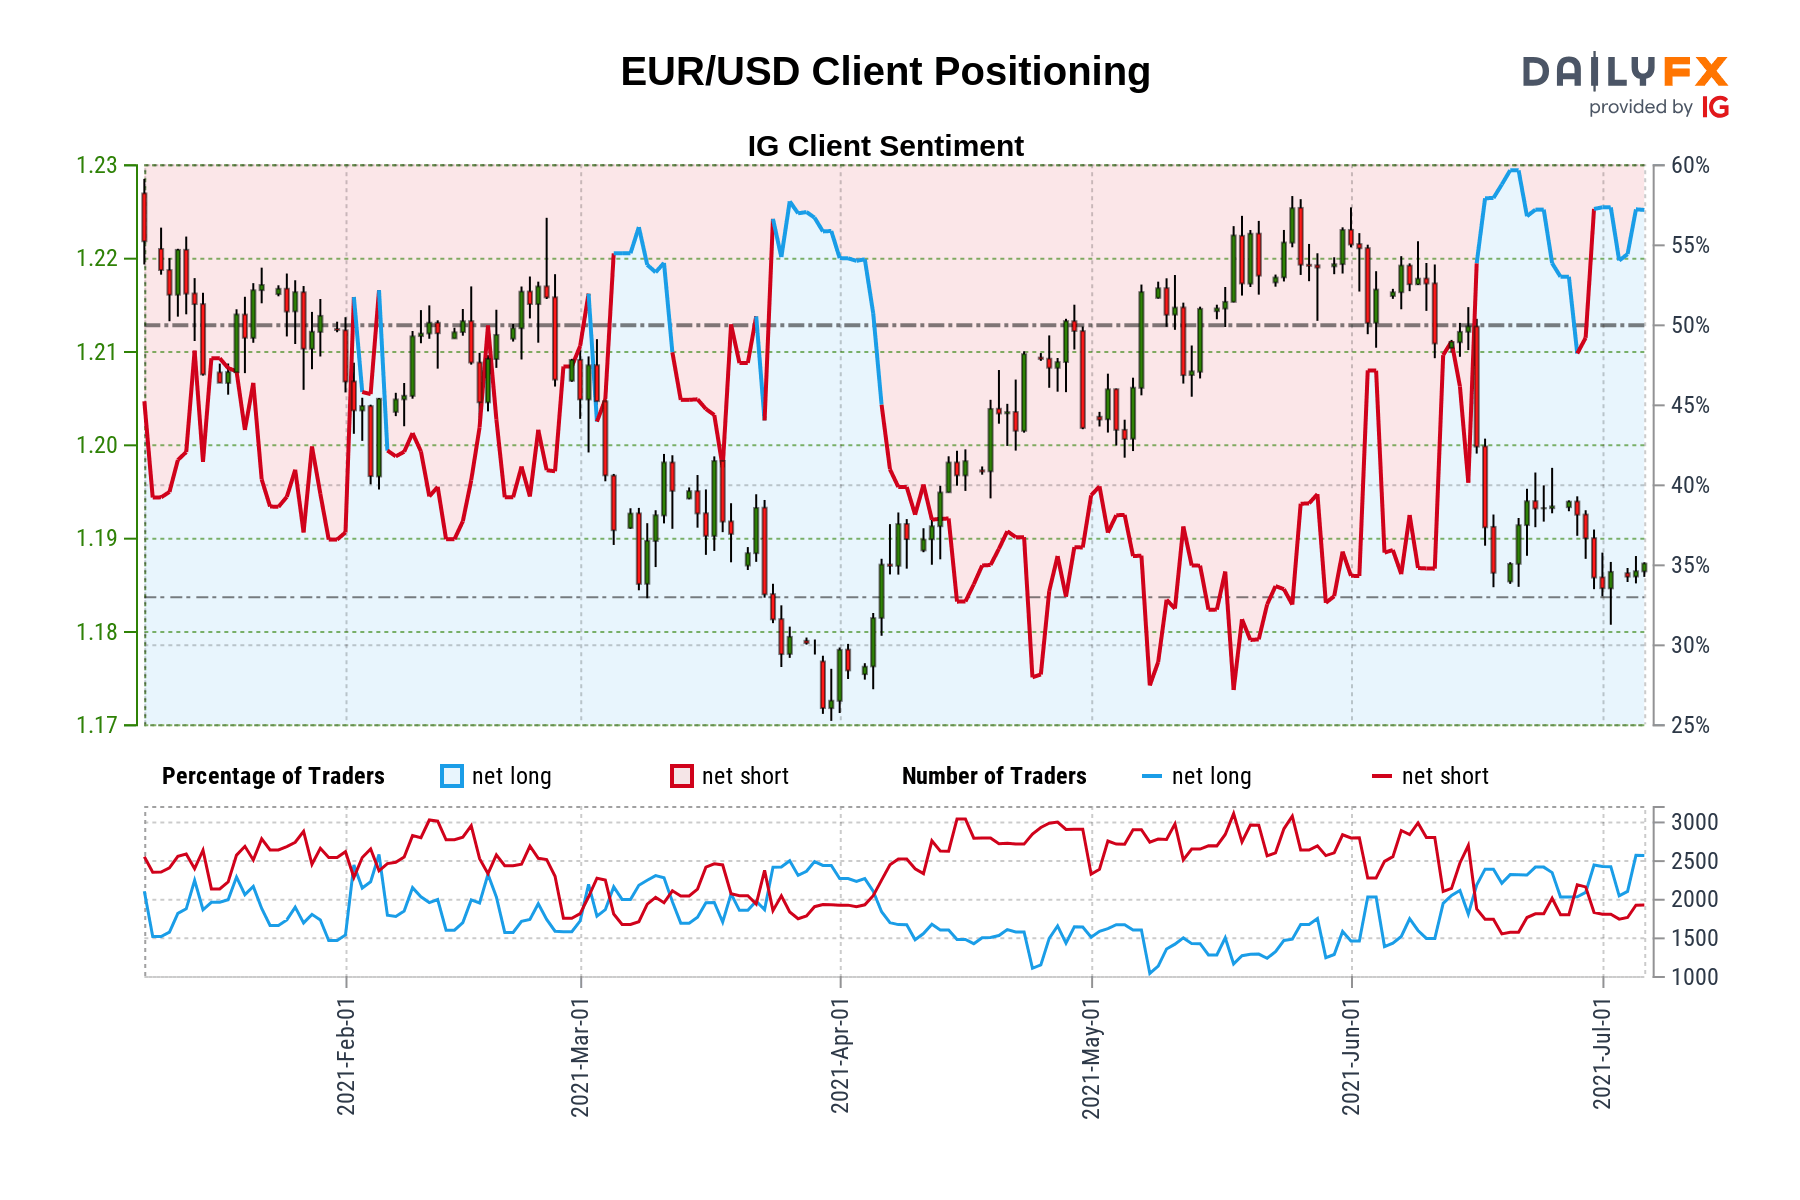 EUR/USD Client Positioning
DAILYFX
provided by IG
IG Client Sentiment
1.23
1.22
1.21
1.20
1.19
1.18
1.17
60%
55%
50%
45%
40%
35%
30%
25%
Percentage of Traders net long net short Number of Traders net long net short
3000
2500
2000
1500
1000
2021-Feb-01
2021-Mar-01
2021-Apr-01
2021-May-01
2021-Jun-01
2021-Jul-01